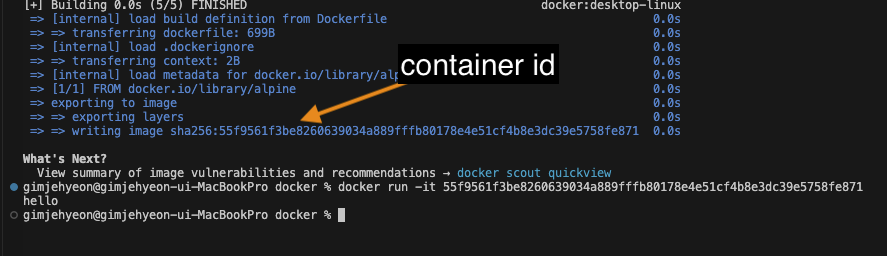 [+] Building 0.0s (5/5) FINISHED docker:desktop-linux
=> [internal] load build definition from Dockerfile 0.0s
=> => transferring dockerfile: 699B 0.0s
=> [internal] load .dockerignore 0.0s
=> => transferring context: 2B 0.0s
=> [internal] load metadata for docker.io/library/alp 0.0s
container id
=> [1/1] FROM docker.io/library/alpine 0.0s
=> exporting to image 0.0s
=> => exporting layers 0.0s
=> => writing image sha256:55f9561f3be8260639034a889fffb80178e4e51cf4b8e3dc39e5758fe871 0.0s
What's Next?
View summary of image vulnerabilities and recommendations → docker scout quickview
gimjehyeon@gimjehyeon-ui-MacBookPro docker % docker run -it 55f9561f3be8260639034a889fffb80178e4e51cf4b8e3dc39e5758fe871
hello
gimjehyeon@gimjehyeon-ui-MacBookPro docker %